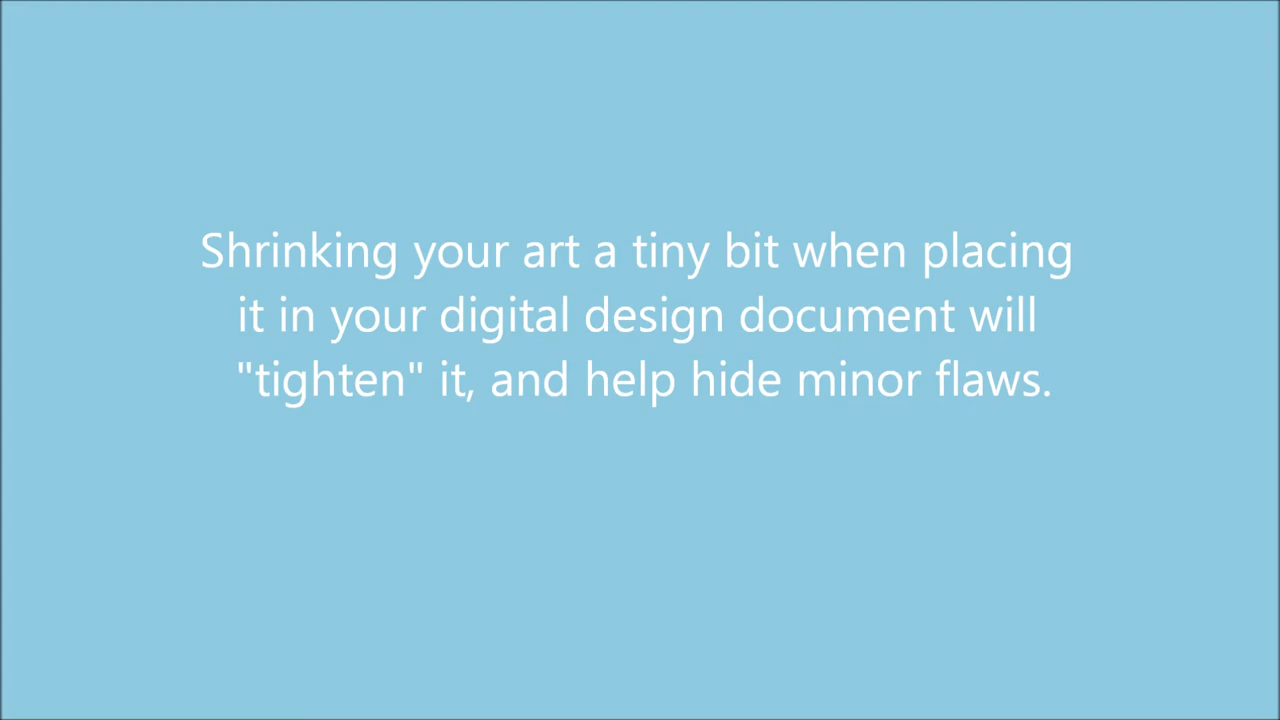 Shrinking your art a tiny bit when placing
it in your digital design document will
"tighten" it, and help hide minor flaws.